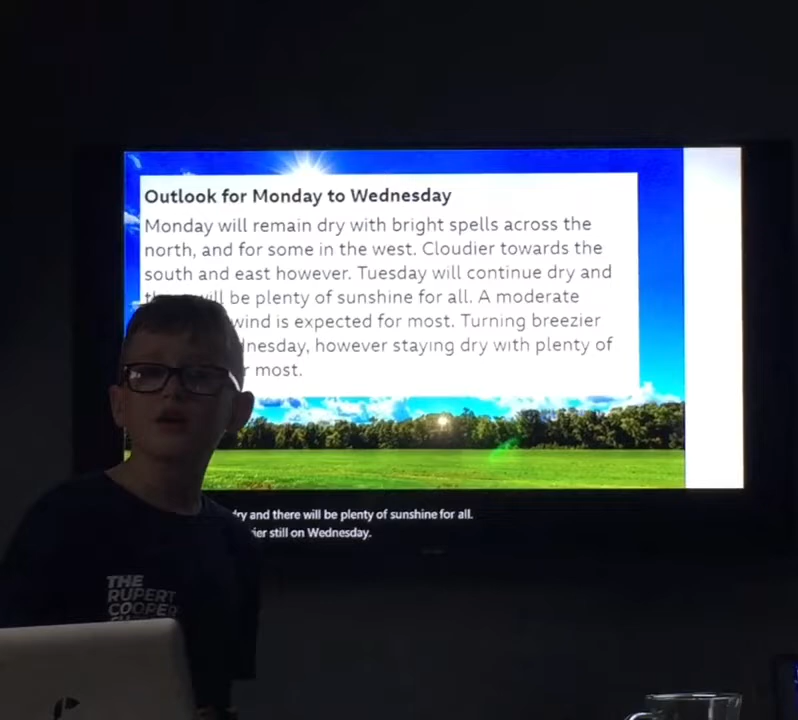 Outlook for Monday to Wednesday
Monday will remain dry with bright spells across the
north, and for some in the west. Cloudier towards the
south and east however. Tuesday will continue dry and
will be plenty of sunshine for all. A moderate
wind is expected for most. Turning breezier
however staying dry with plenty of
most.
and there will be plenty of sunshine for all.
still on Wednesday.
THE
RUPERT
COOPER